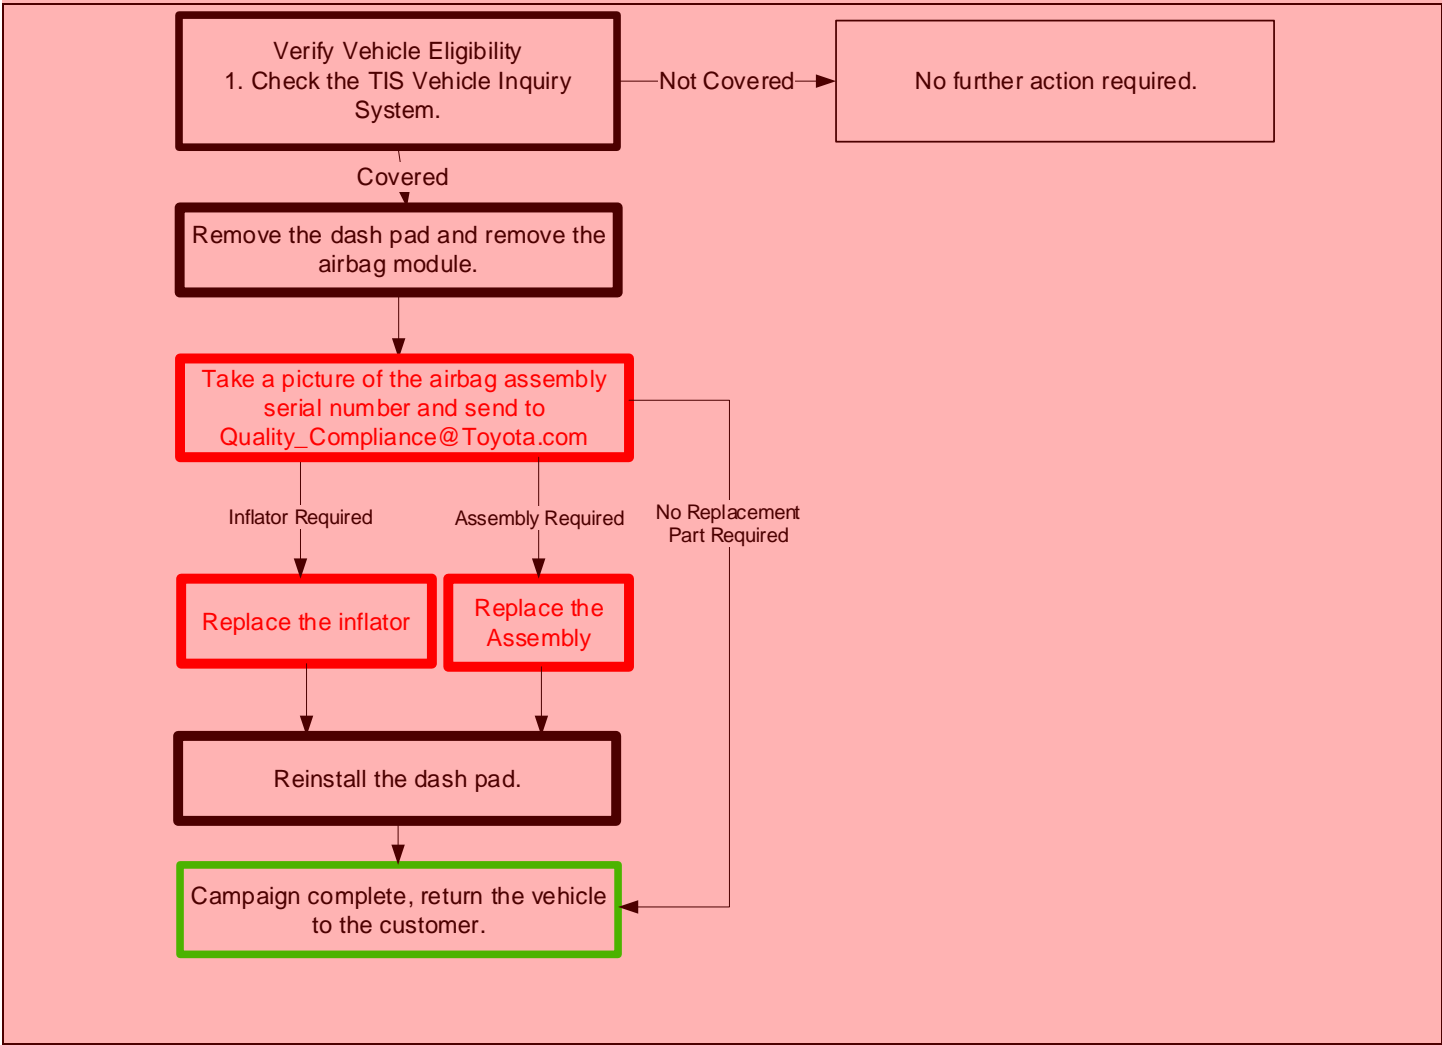 Verify Vehicle Eligibility
1. Check the TIS Vehicle Inquiry
System.
Not Covered
No further action required.
Covered
Remove the dash pad and remove the
airbag module.
Take a picture of the airbag assembly
serial number and send to
Quality_Compliance@Toyota.com
Inflator Required
Assembly Required
No Replacement
Part Required
Replace the inflator
Replace the
Assembly
Reinstall the dash pad.
Campaign complete, return the vehicle
to the customer.